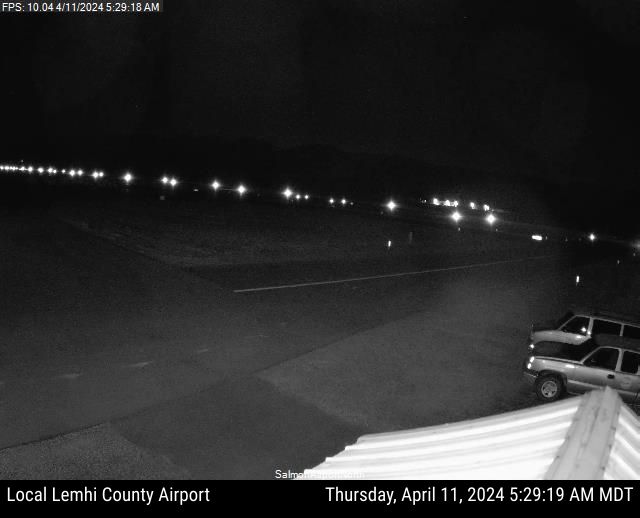 FPS: 10.04 4/11/2024 5:29:18 AM
Local Lemhi County Airport
Thursday, April 11, 2024 5:29:19 AM MDT